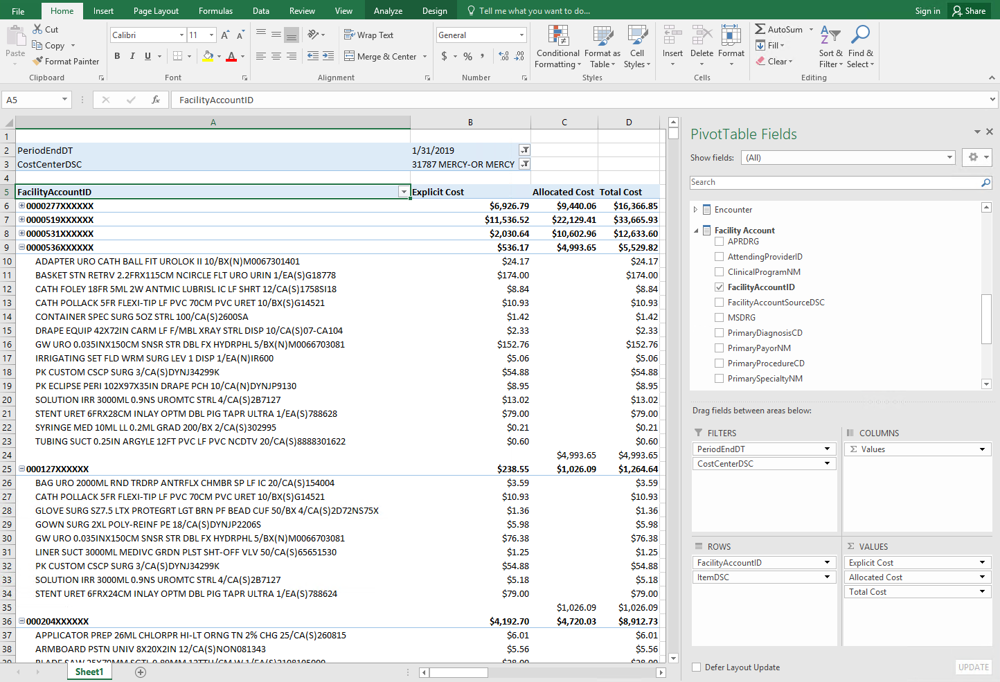 File Home Insert Page Layout Formulas Data Review View Analyze Design Tell me what you want to do... Sign in Share
Cut
Copy
Format Painter
Paste
Clipboard
Calibri 11 A A
B I U A
Font
Wrap Text
Merge & Center
Alignment
General
$ % , .0 .00 .00 .0
Number
Conditional Formatting
Format as Table
Cell Styles
Styles
Insert
Delete
Format
Cells
AutoSum
Fill
Clear
Sort & Filter
Find & Select
Editing
A5 fx FacilityAccountID
A B C D
1
2 PeriodEndDT 1/31/2019
3 CostCenterDSC 31787 MERCY-OR MERCY
4
5 FacilityAccountID Explicit Cost Allocated Cost Total Cost
6 0000277XXXXXX $6,926.79 $9,440.06 $16,366.85
7 0000519XXXXXX $11,536.52 $22,129.41 $33,665.93
8 0000531XXXXXX $2,030.64 $10,602.96 $12,633.60
9 0000536XXXXXX $536.17 $4,993.65 $5,529.82
10 ADAPTER URO CATH BALL FIT UROLOK II 10/BX(N)M0067301401 $24.17 $24.17
11 BASKET STN RETRV 2.2FRX115CM NCIRCLE FLT URO URIN 1/EA(S)G18778 $174.00 $174.00
12 CATH FOLEY 18FR 5ML 2W ANTMIC LUBRISL IC LF SHRT 12/CA(S)1758SI18 $8.84 $8.84
13 CATH POLLACK 5FR FLEXI-TIP LF PVC 70CM PVC URET 10/BX(S)G14521 $10.93 $10.93
14 CONTAINER SPEC SURG 5OZ STRL 100/CA(S)2600SA $1.42 $1.42
15 DRAPE EQUIP 42X72IN CARM LF F/MBL XRAY STRL DISP 10/CA(S)07-CA104 $2.33 $2.33
16 GW URO 0.035INX150CM SNSR STR DBL FX HYDRPHL 5/BX(N)M0066703081 $152.76 $152.76
17 IRRIGATING SET FLD WRM SURG LEV 1 DISP 1/EA(N)IR600 $5.06 $5.06
18 PK CUSTOM CSCP SURG 3/CA(S)DYNJ34299K $54.88 $54.88
19 PK ECLIPSE PERI 102X97X35IN DRAPE PCH 10/CA(N)DYNJP9130 $8.95 $8.95
20 SOLUTION IRR 3000ML 0.9NS UROMTC STRL 4/CA(S)2B7127 $13.02 $13.02
21 STENT URET 6FRX28CM INLAY OPTM DBL PIG TAPR ULTRA 1/EA(S)788628 $79.00 $79.00
22 SYRINGE MED 10ML LL 0.2ML GRAD 200/BX 2/CA(S)302995 $0.21 $0.21
23 TUBING SUCT 0.25IN ARGYLE 12FT PVC LF PVC NCDTV 20/CA(S)8888301622 $0.60 $0.60
24 $4,993.65 $4,993.65
25 000127XXXXXX $238.55 $1,026.09 $1,264.64
26 BAG URO 2000ML RND TRDRP ANTRFLX CHMBR SP LF IC 20/CA(S)154004 $3.59 $3.59
27 CATH POLLACK 5FR FLEXI-TIP LF PVC 70CM PVC URET 10/BX(S)G14521 $10.93 $10.93
28 GLOVE SURG SZ7.5 LTX PROTEGRT LGT BRN PF BEAD CUF 50/BX 4/CA(S)2D72NS75X $1.36 $1.36
29 GOWN SURG 2XL POLY-REINF PE 18/CA(S)DYNJP2206S $5.98 $5.98
30 GW URO 0.035INX150CM SNSR STR DBL FX HYDRPHL 5/BX(N)M0066703081 $76.38 $76.38
31 LINER SUCT 3000ML MEDIVC GRDN PLST SHT-OFF VLV 50/CA(S)65651530 $1.25 $1.25
32 PK CUSTOM CSCP SURG 3/CA(S)DYNJ34299K $54.88 $54.88
33 SOLUTION IRR 3000ML 0.9NS UROMTC STRL 4/CA(S)2B7127 $5.18 $5.18
34 STENT URET 6FRX24CM INLAY OPTM DBL PIG TAPR ULTRA 1/EA(S)788624 $79.00 $79.00
35 $1,026.09 $1,026.09
36 000204XXXXXX $4,192.70 $4,720.03 $8,912.73
37 APPLICATOR PREP 26ML CHLORPR HI-LT ORNG TN 2% CHG 25/CA(S)260815 $6.01 $6.01
38 ARMBOARD PSTN UNIV 8X20X2IN 12/CA(S)NON081343 $5.56 $5.56
Sheet1
PivotTable Fields
Show fields: (All)
Search
Encounter
Facility Account
APRDRG
AttendingProviderID
ClinicalProgramNM
FacilityAccountID
FacilityAccountSourceDSC
MSDRG
PrimaryDiagnosisCD
PrimaryPayorNM
PrimaryProcedureCD
PrimarySpecialtyNM
Drag fields between areas below:
FILTERS
PeriodEndDT
CostCenterDSC
COLUMNS
Σ Values
ROWS
FacilityAccountID
ItemDSC
Σ VALUES
Explicit Cost
Allocated Cost
Total Cost
Defer Layout Update
UPDATE